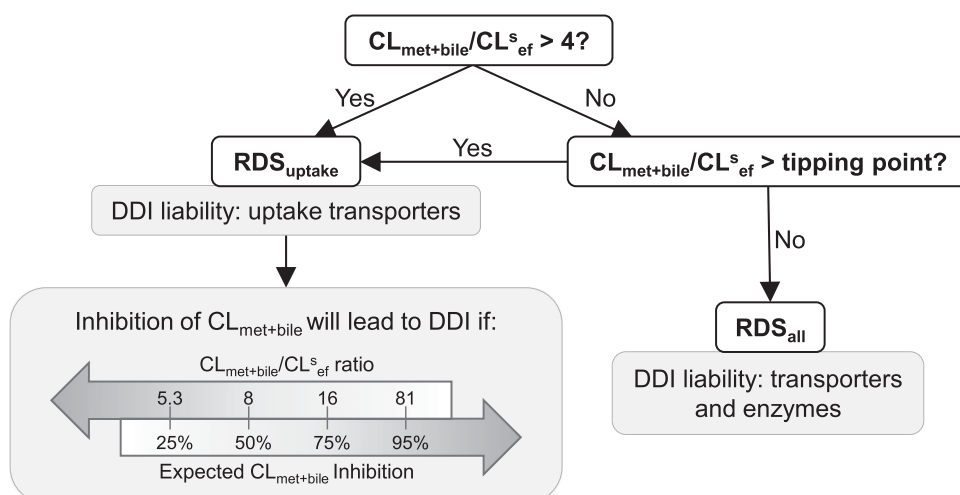 CLmet+bile/CLsef > 4?
Yes
No
RDSuptake
Yes
CLmet+bile/CLsef > tipping point?
DDI liability: uptake transporters
No
Inhibition of CLmet+bile will lead to DDI if:
CLmet+bile/CLsef ratio
5.3 8 16 81
25% 50% 75% 95%
Expected CLmet+bile Inhibition
RDSall
DDI liability: transporters
and enzymes